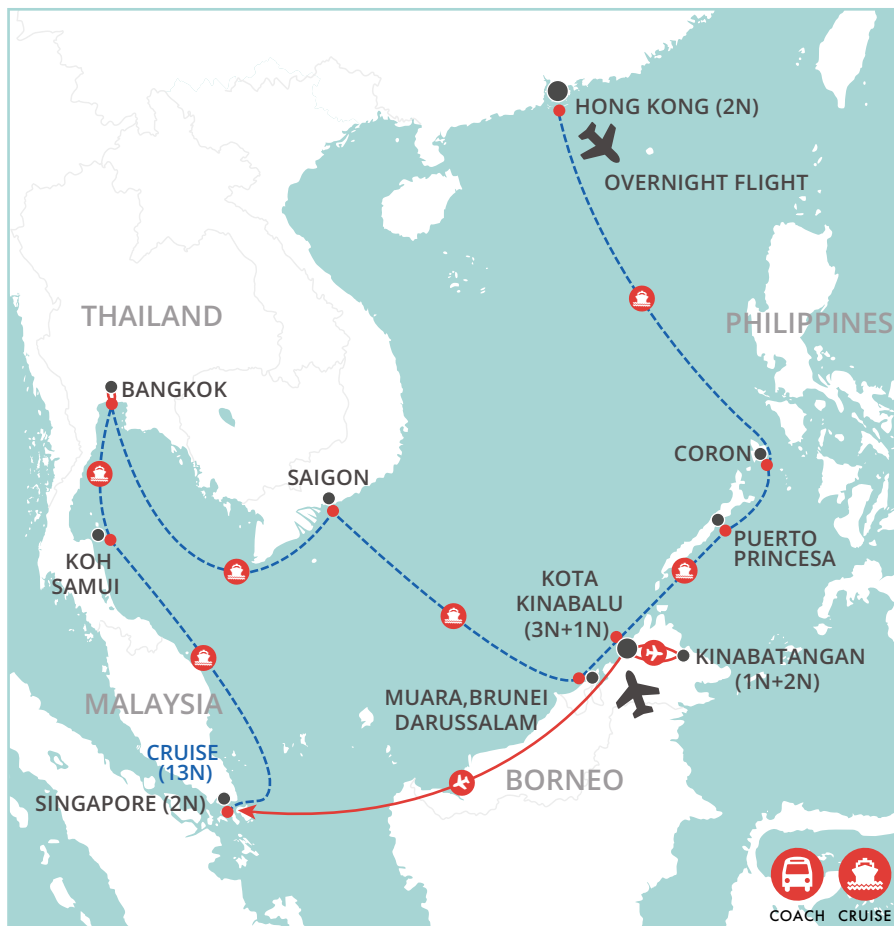 HONG KONG (2N)
OVERNIGHT FLIGHT
THAILAND
PHILIPPINES
BANGKOK
CORON
SAIGON
PUERTO
PRINCESA
KOH
SAMUI
KOTA
KINABALU
(3N+1N)
KINABATANGAN
(1N+2N)
MUARA,BRUNEI
DARUSSALAM
MALAYSIA
CRUISE
(13N)
BORNEO
SINGAPORE (2N)
COACH
CRUISE